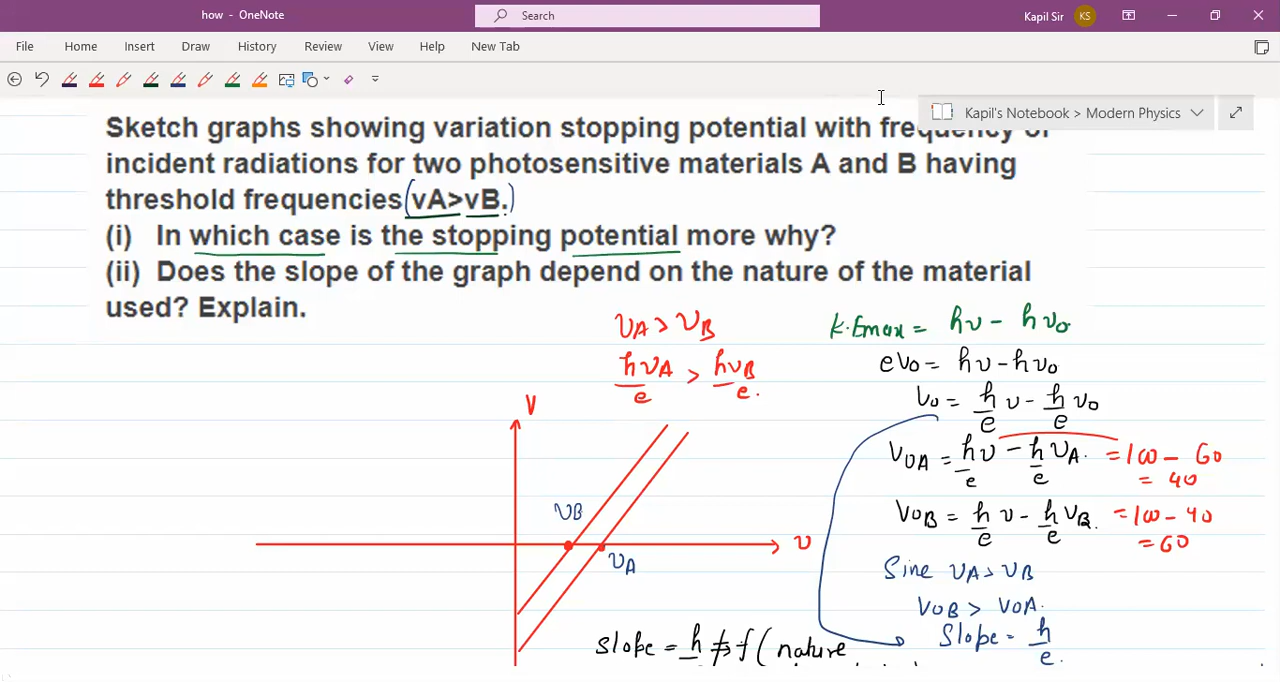 how - OneNote
Search
Kapil Sir KS
File Home Insert Draw History Review View Help New Tab
Kapil's Notebook > Modern Physics
Sketch graphs showing variation stopping potential with frequency of
incident radiations for two photosensitive materials A and B having
threshold frequencies (vA>vB.)
(i) In which case is the stopping potential more why?
(ii) Does the slope of the graph depend on the nature of the material
used? Explain.
νA > νB
hνA/e > hνB/e.
V
νB
νA
ν
K.Emax = hν - hν₀
eV₀ = hν - hν₀
V₀ = h/e ν - h/e ν₀
V0A = hν/e - h/e νA. = 100 - 60
= 40
V0B = h/e ν - h/e νB. = 100 - 40
= 60
Sine νA > νB
V0B > V0A.
Slope = h/e.
Slope = h ≠ f ( nature